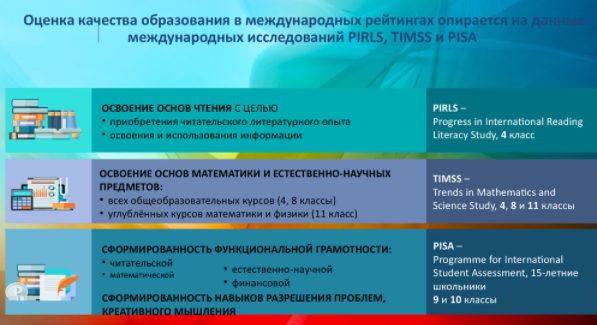 Оценка качества образования в международных рейтингах опирается на данные
международных исследований PIRLS, TIMSS и PISA
ОСВОЕНИЕ ОСНОВ ЧТЕНИЯ С ЦЕЛЬЮ
• приобретения читательского литературного опыта
• освоения и использования информации
PIRLS –
Progress in International Reading
Literacy Study, 4 класс
ОСВОЕНИЕ ОСНОВ МАТЕМАТИКИ И ЕСТЕСТВЕННО-НАУЧНЫХ
ПРЕДМЕТОВ:
• всех общеобразовательных курсов (4, 8 классы)
• углублённых курсов математики и физики (11 класс)
TIMSS –
Trends in Mathematics and
Science Study, 4, 8 и 11 классы
СФОРМИРОВАННОСТЬ ФУНКЦИОНАЛЬНОЙ ГРАМОТНОСТИ:
• читательской
• математической
• естественно-научной
• финансовой
СФОРМИРОВАННОСТЬ НАВЫКОВ РАЗРЕШЕНИЯ ПРОБЛЕМ,
КРЕАТИВНОГО МЫШЛЕНИЯ
PISA –
Programme for International
Student Assessment, 15-летние
школьники
9 и 10 классы